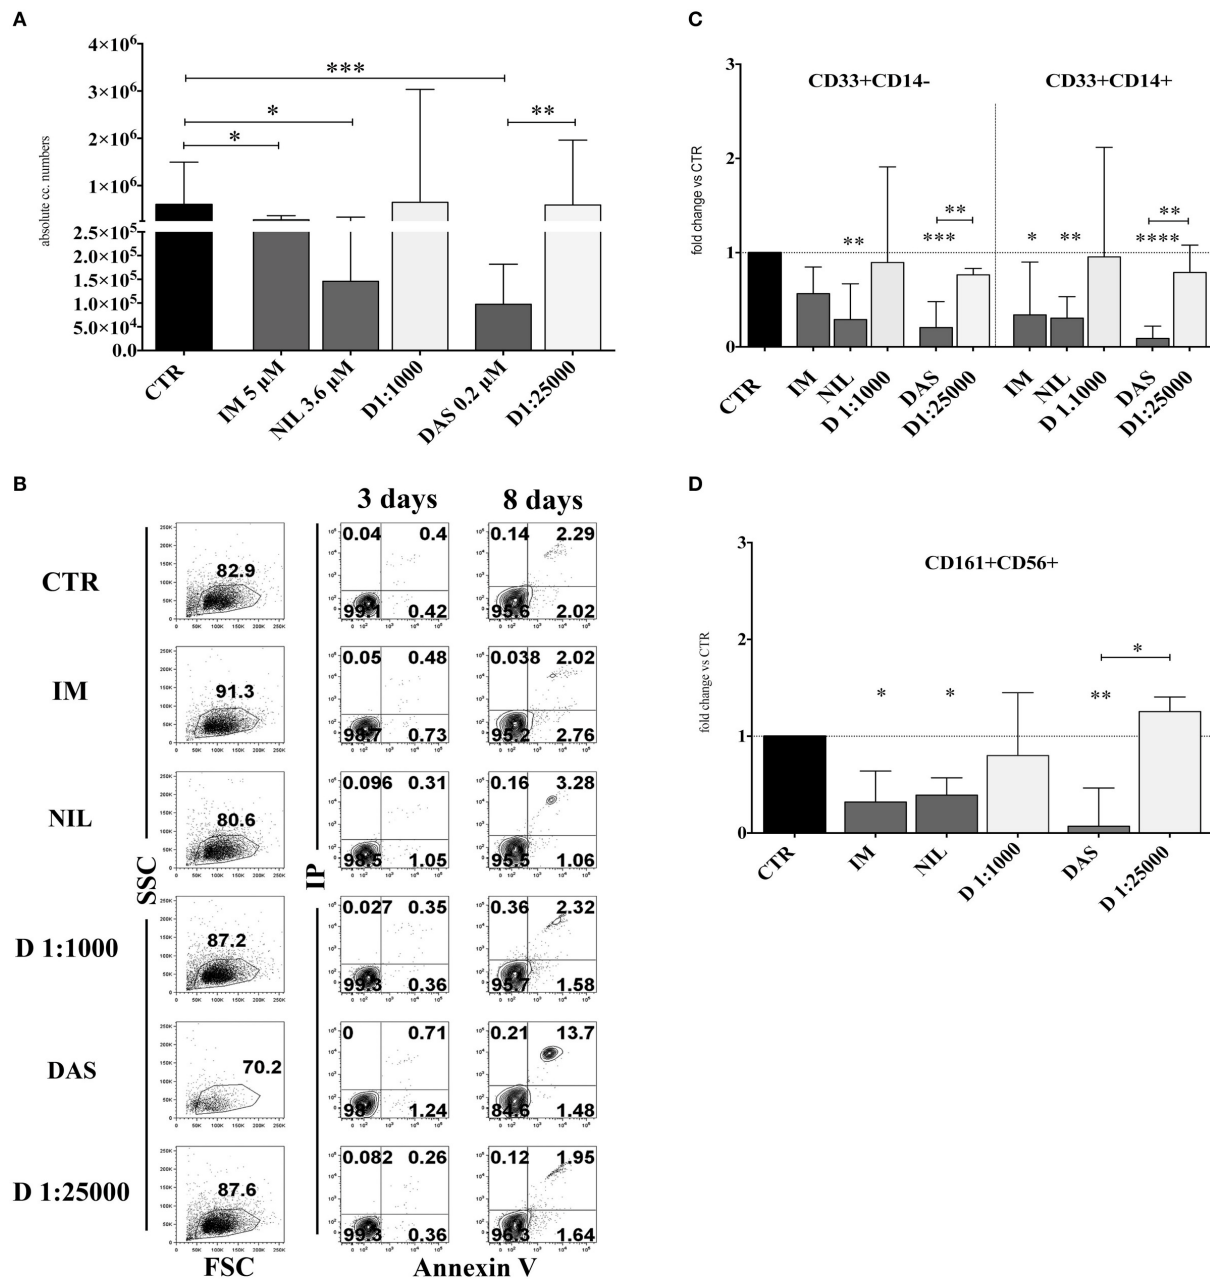 A
4×10⁶
3×10⁶
2×10⁶
1×10⁶
2.5×10⁵
2.0×10⁵
1.5×10⁵
1.0×10⁵
5.0×10⁴
0.0
absolute cc. numbers
***
*
*
**
CTR
IM 5 µM
NIL 3.6 µM
D1:1000
DAS 0.2 µM
D1:25000
C
3
2
1
0
fold change vs CTR
CD33+CD14-
CD33+CD14+
**
***
**
*
**
****
**
CTR
IM
NIL
D 1:1000
DAS
D1:25000
IM
NIL
D 1.1000
DAS
D1:25000
B
3 days
8 days
CTR
82.9
0.04 0.4
99.1 0.42
0.14 2.29
95.6 2.02
IM
91.3
0.05 0.48
98.7 0.73
0.038 2.02
95.2 2.76
NIL
80.6
0.096 0.31
98.5 1.05
0.16 3.28
95.5 1.06
SSC
IP
D 1:1000
87.2
0.027 0.35
99.3 0.36
0.36 2.32
95.7 1.58
DAS
70.2
0 0.71
98 1.24
0.21 13.7
84.6 1.48
D 1:25000
87.6
0.082 0.26
99.3 0.36
0.12 1.95
96.3 1.64
FSC
Annexin V
D
3
2
1
0
fold change vs CTR
CD161+CD56+
*
*
**
*
CTR
IM
NIL
D 1:1000
DAS
D 1:25000